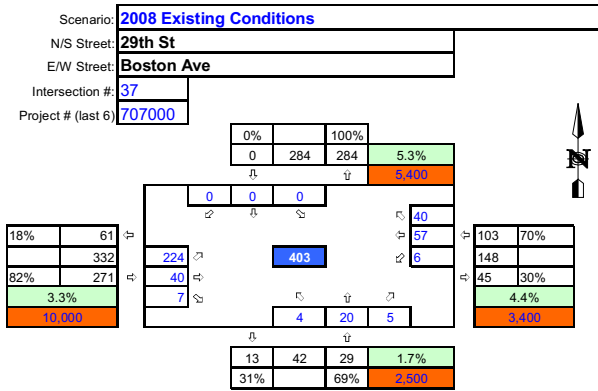 Scenario: 2008 Existing Conditions
N/S Street: 29th St
E/W Street: Boston Ave
Intersection #: 37
Project # (last 6) 707000
0% 100%
0 284 284 5.3%
⇩ ⇧ 5,400
N
0 0 0
⬃ ⇩ ⬂ ⬁ 40
18% 61 ⇦ ⇦ 57 ⇦ 103 70%
332 224 ⬀ 403 ⬃ 6 148
82% 271 ⇨ 40 ⇨ ⇨ 45 30%
3.3% 7 ⬂ ⬁ ⇧ ⬀ 4.4%
10,000 4 20 5 3,400
⇩ ⇧
13 42 29 1.7%
31% 69% 2,500